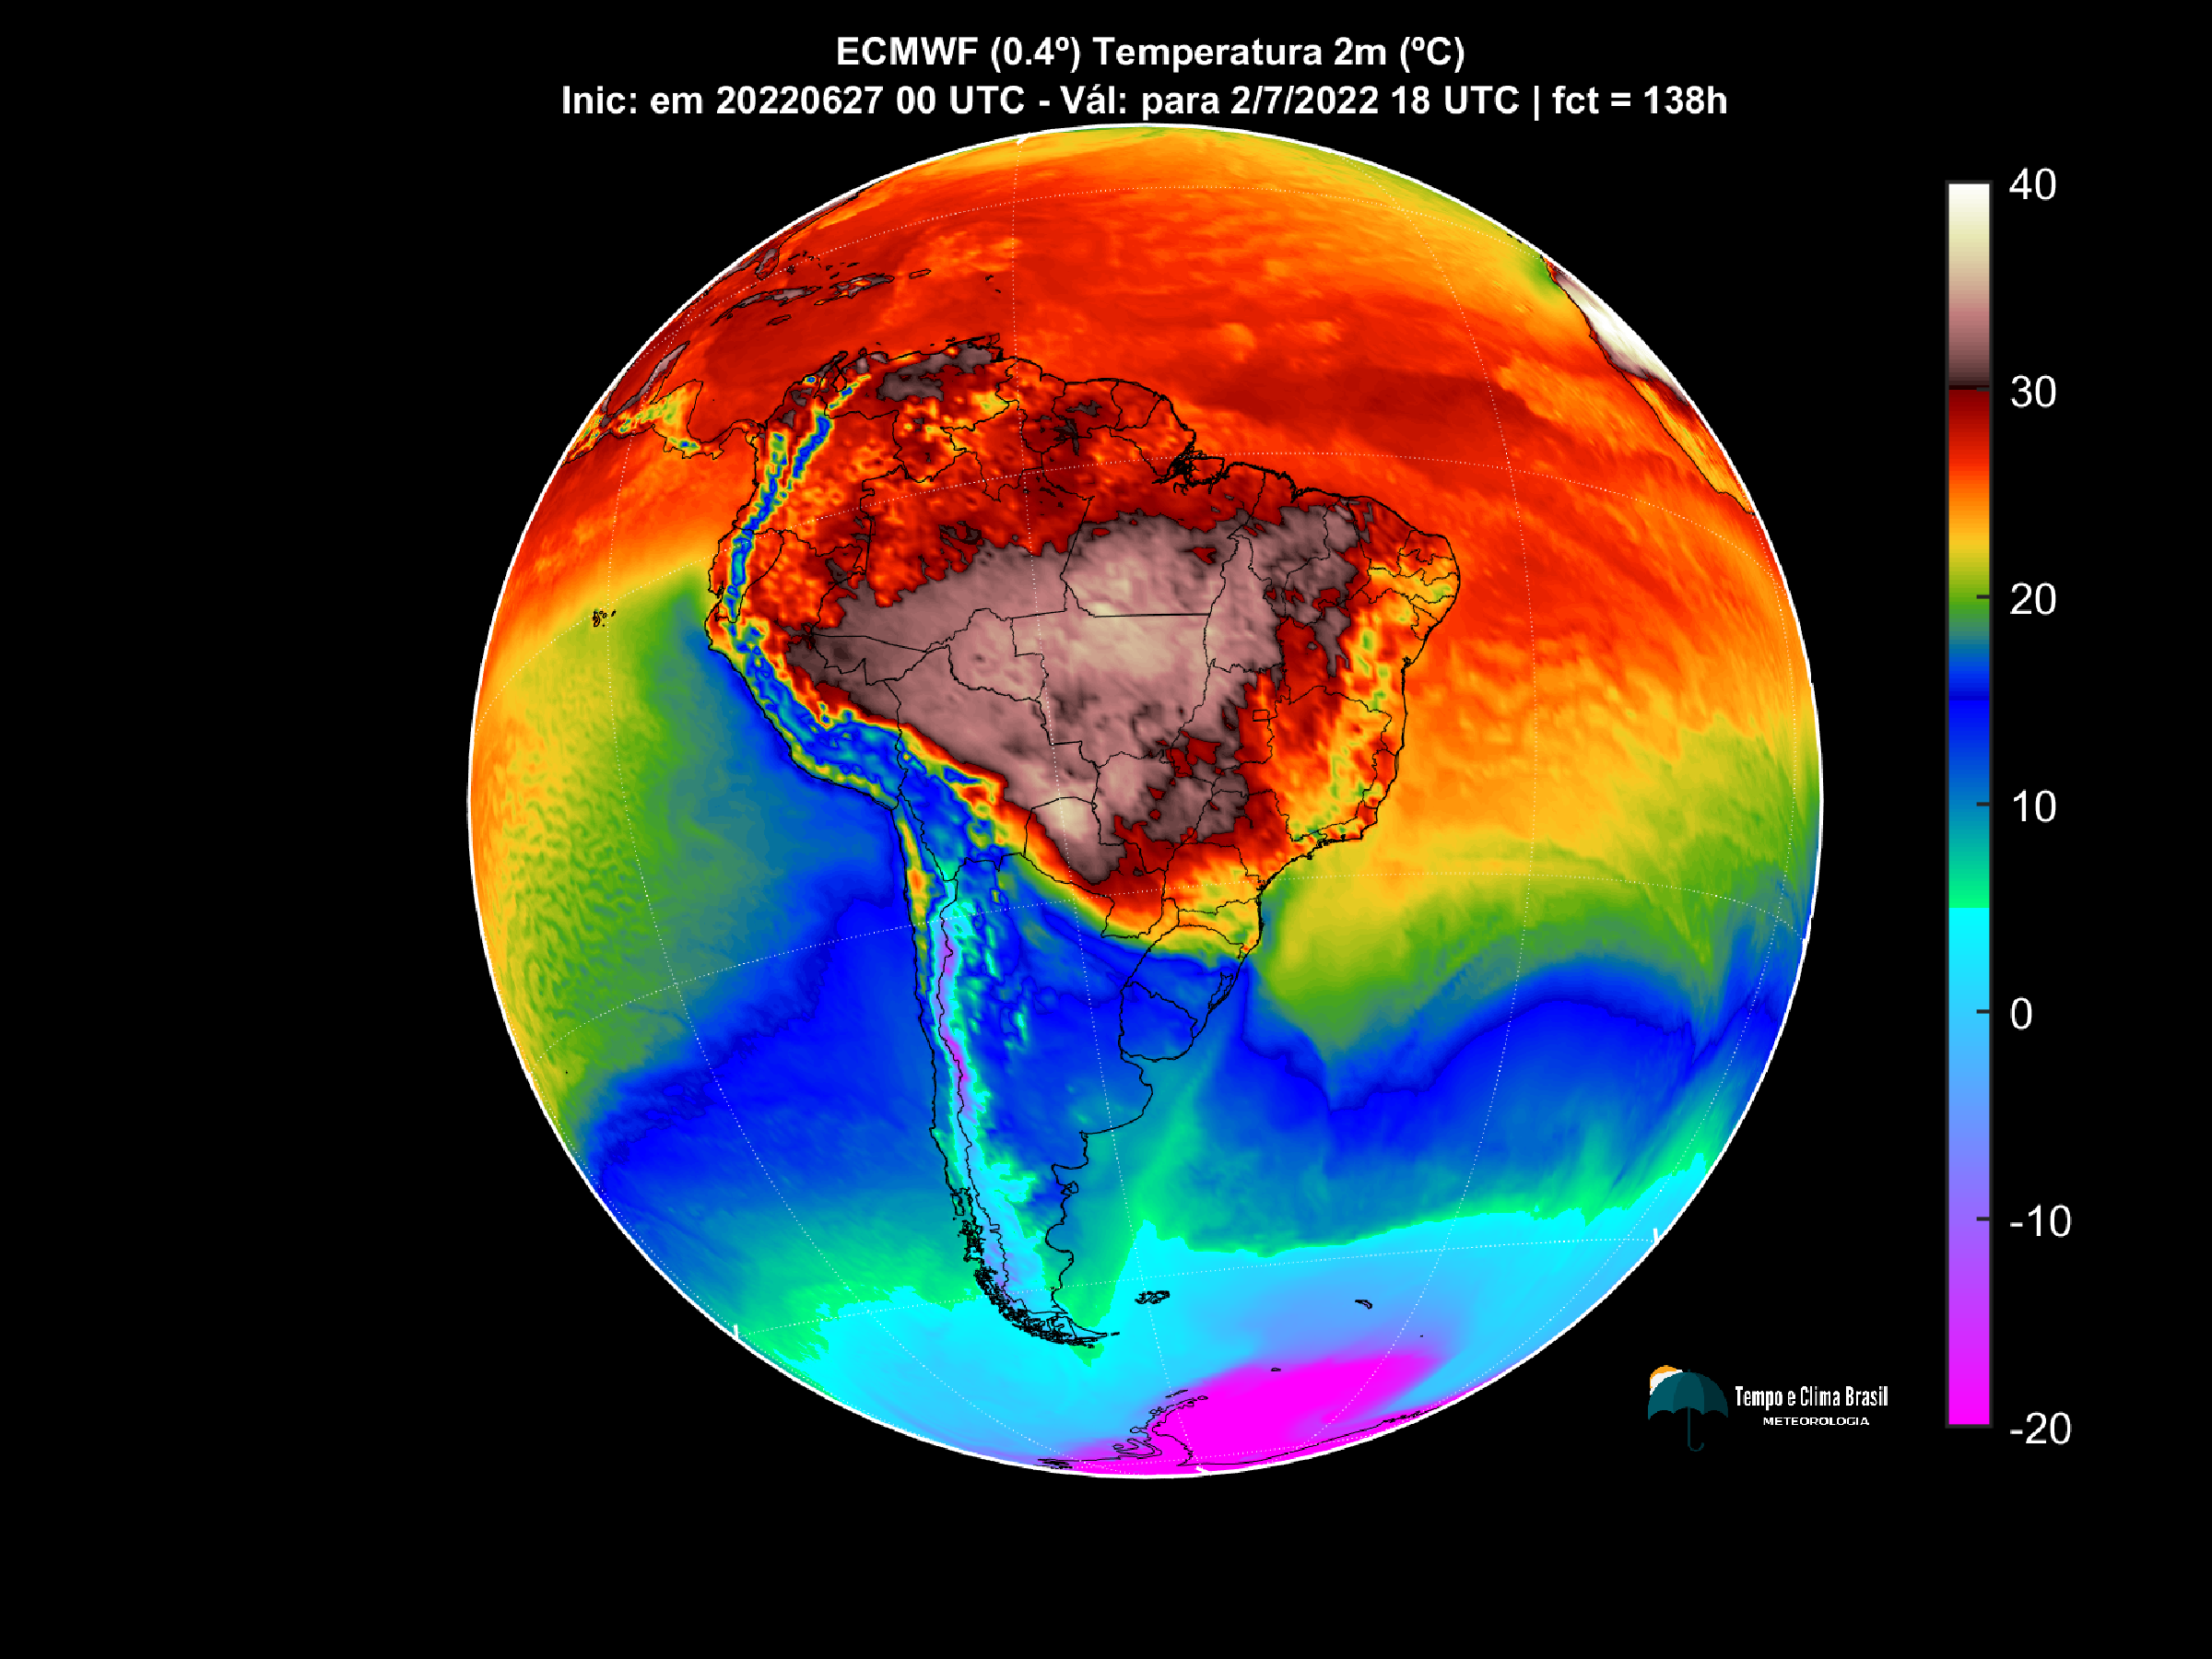 ECMWF (0.4º) Temperatura 2m (ºC)
Inic: em 20220627 00 UTC - Vál: para 2/7/2022 18 UTC | fct = 138h
40
30
20
10
0
-10
-20
Tempo e Clima Brasil
METEOROLOGIA